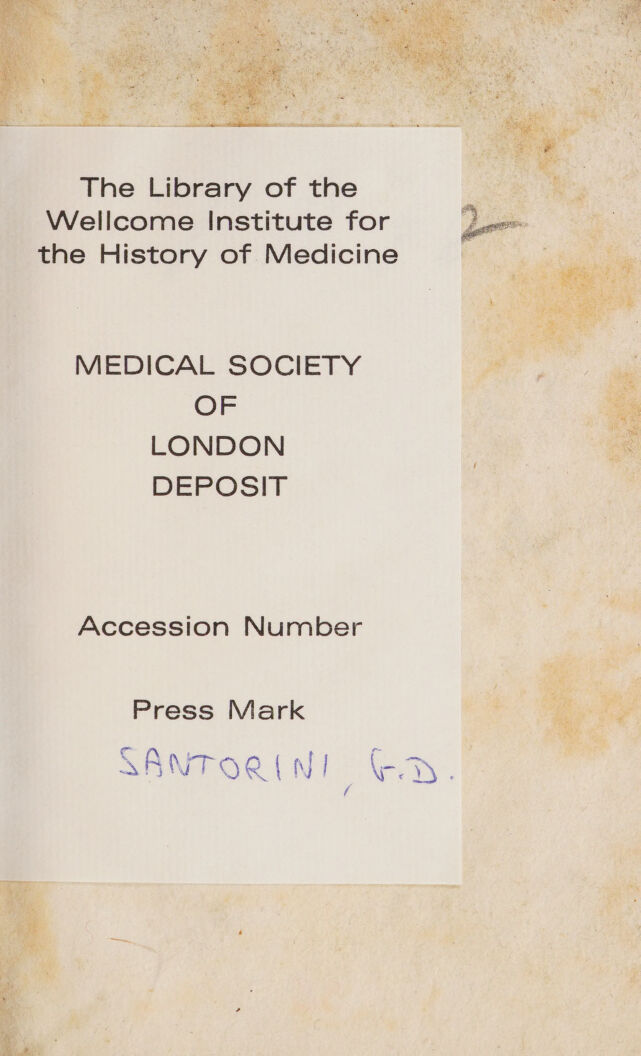 The Library of the
Wellcome Institute for
the History of Medicine
2
MEDICAL SOCIETY
OF
LONDON
DEPOSIT
Accession Number
Press Mark
SANTORINI, G.D.